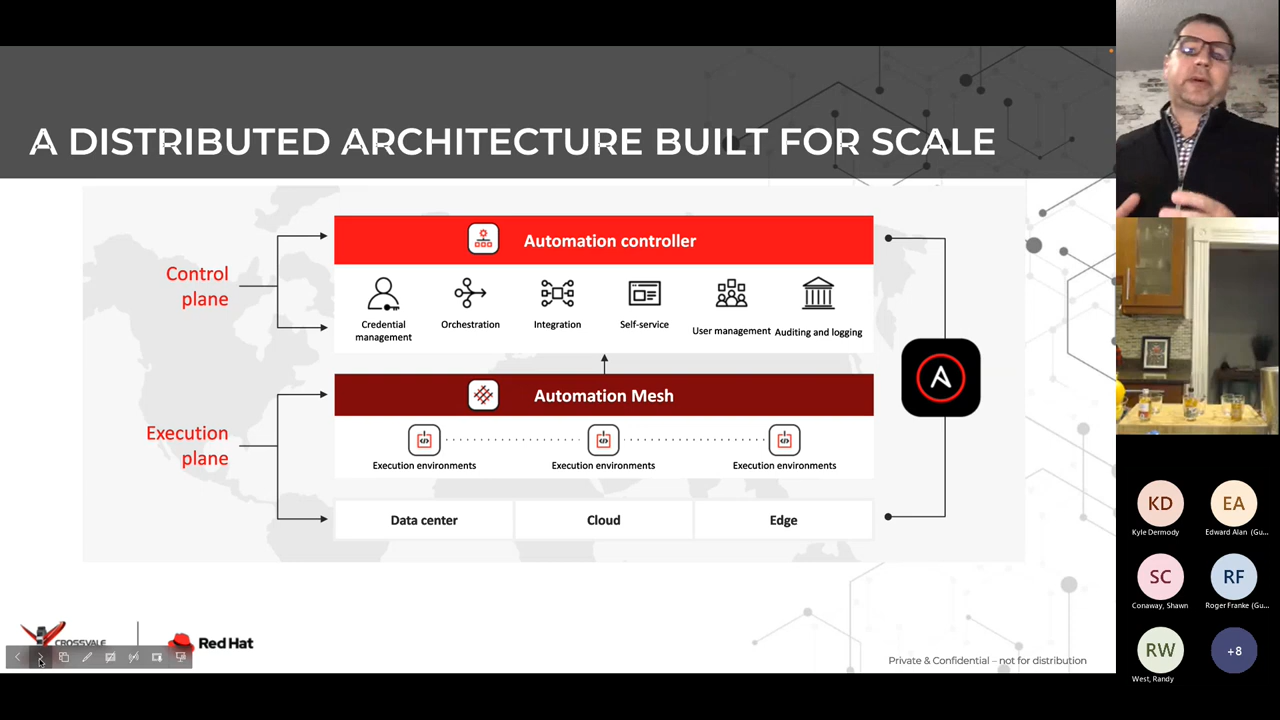 A DISTRIBUTED ARCHITECTURE BUILT FOR SCALE
Control
plane
Automation controller
Credential
management
Orchestration
Integration
Self-service
User management
Auditing and logging
Execution
plane
Automation Mesh
Execution environments
Execution environments
Execution environments
Data center
Cloud
Edge
CROSSVALE
Red Hat
Private & Confidential – not for distribution
KD
Kyle Dermody
EA
Edward Alan (Gu...
SC
Conaway, Shawn
RF
Roger Franke (Gu...
RW
West, Randy
+8